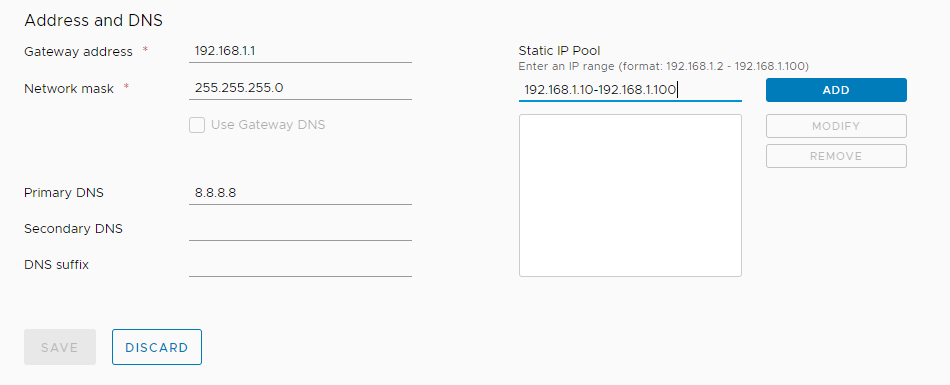 Address and DNS
Gateway address * 192.168.1.1
Network mask * 255.255.255.0
Use Gateway DNS
Primary DNS 8.8.8.8
Secondary DNS
DNS suffix
Static IP Pool
Enter an IP range (format: 192.168.1.2 - 192.168.1.100)
192.168.1.10-192.168.1.100
ADD
MODIFY
REMOVE
SAVE
DISCARD